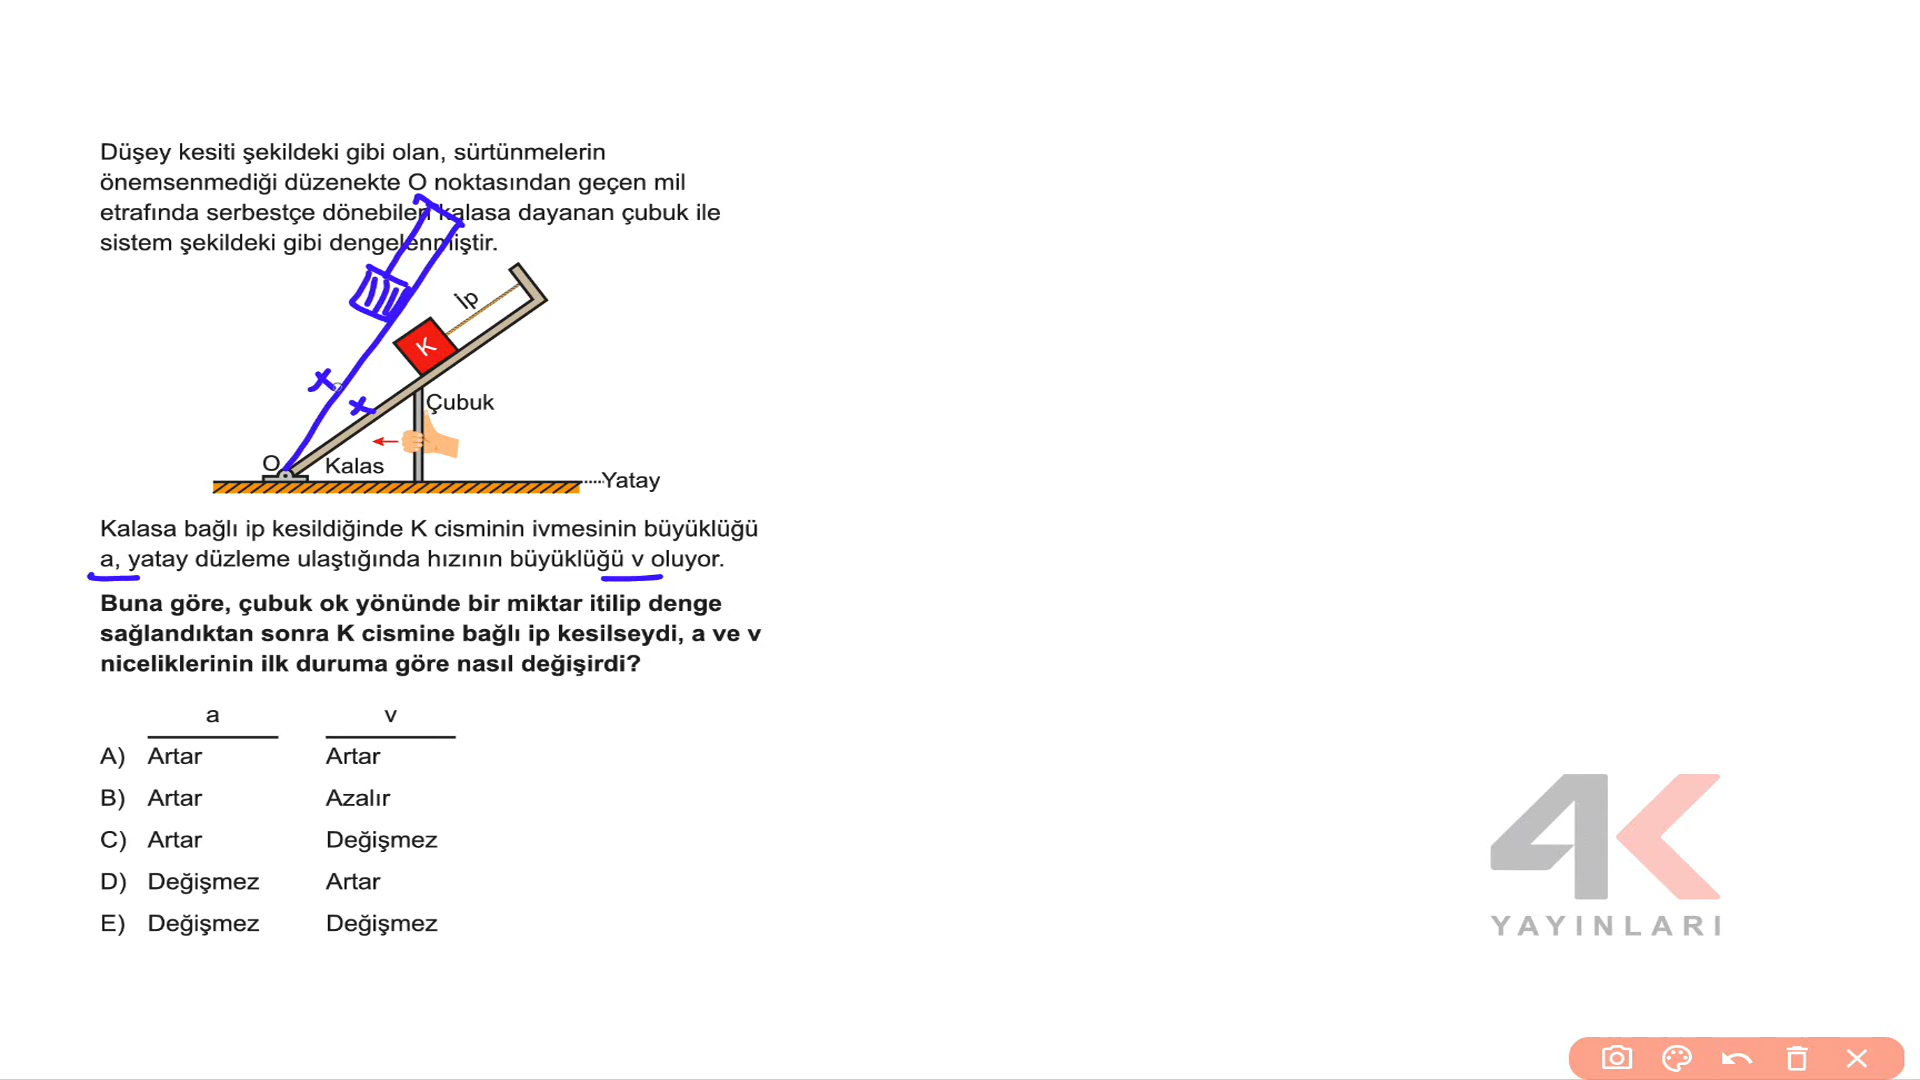 Düşey kesiti şekildeki gibi olan, sürtünmelerin
önemsenmediği düzenekte O noktasından geçen mil
etrafında serbestçe dönebilen kalasa dayanan çubuk ile
sistem şekildeki gibi dengelenmiştir.
İp
K
x
x
Çubuk
O
Kalas
Yatay
Kalasa bağlı ip kesildiğinde K cisminin ivmesinin büyüklüğü
a, yatay düzleme ulaştığında hızının büyüklüğü v oluyor.
Buna göre, çubuk ok yönünde bir miktar itilip denge
sağlandıktan sonra K cismine bağlı ip kesilseydi, a ve v
niceliklerinin ilk duruma göre nasıl değişirdi?
a v
A) Artar Artar
B) Artar Azalır
C) Artar Değişmez
D) Değişmez Artar
E) Değişmez Değişmez
4K
YAYINLARI